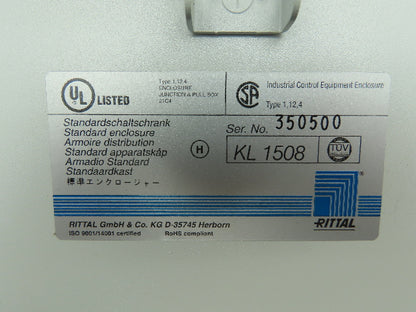 UL LISTED
Type 1,12,4
ENCLOSURE
JUNCTION & PULL BOX
31C4
SA Industrial Control Equipment Enclosure
Type 1,12,4
Standardschaltschrank
Standard enclosure
Armoire distribution
Standard apparatskåp
Armadio Standard
Standaardkast
標準エンクロージャー
H
Ser. No. 350500
KL 1508
TÜV
RITTAL
RITTAL GmbH & Co. KG D-35745 Herborn
ISO 9001/14001 certified RoHS compliant